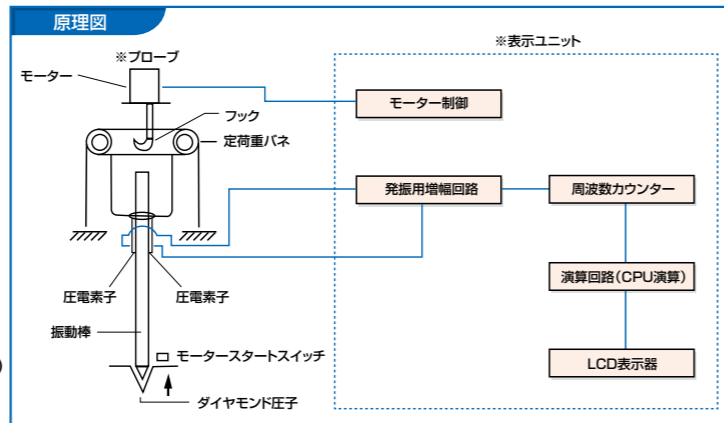 原理図
※プローブ
※表示ユニット
モーター
モーター制御
フック
定荷重バネ
発振用増幅回路
周波数カウンター
圧電素子
圧電素子
演算回路(CPU演算)
振動棒
モータースタートスイッチ
LCD表示器
ダイヤモンド圧子